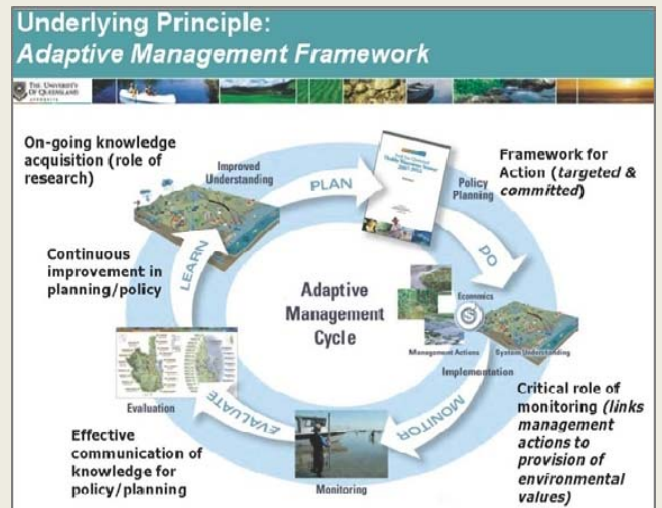 Underlying Principle:
Adaptive Management Framework
THE UNIVERSITY
OF QUEENSLAND
AUSTRALIA
On-going knowledge
acquisition (role of
research)
Improved
Understanding
PLAN
Policy
Planning
Framework for
Action (targeted &
committed)
DO
Continuous
improvement in
planning/policy
LEARN
Adaptive
Management
Cycle
Economics
$
Management Actions
System Understanding
Implementation
Evaluation
EVALUATE
MONITOR
Monitoring
Effective
communication of
knowledge for
policy/planning
Critical role of
monitoring (links
management
actions to
provision of
environmental
values)